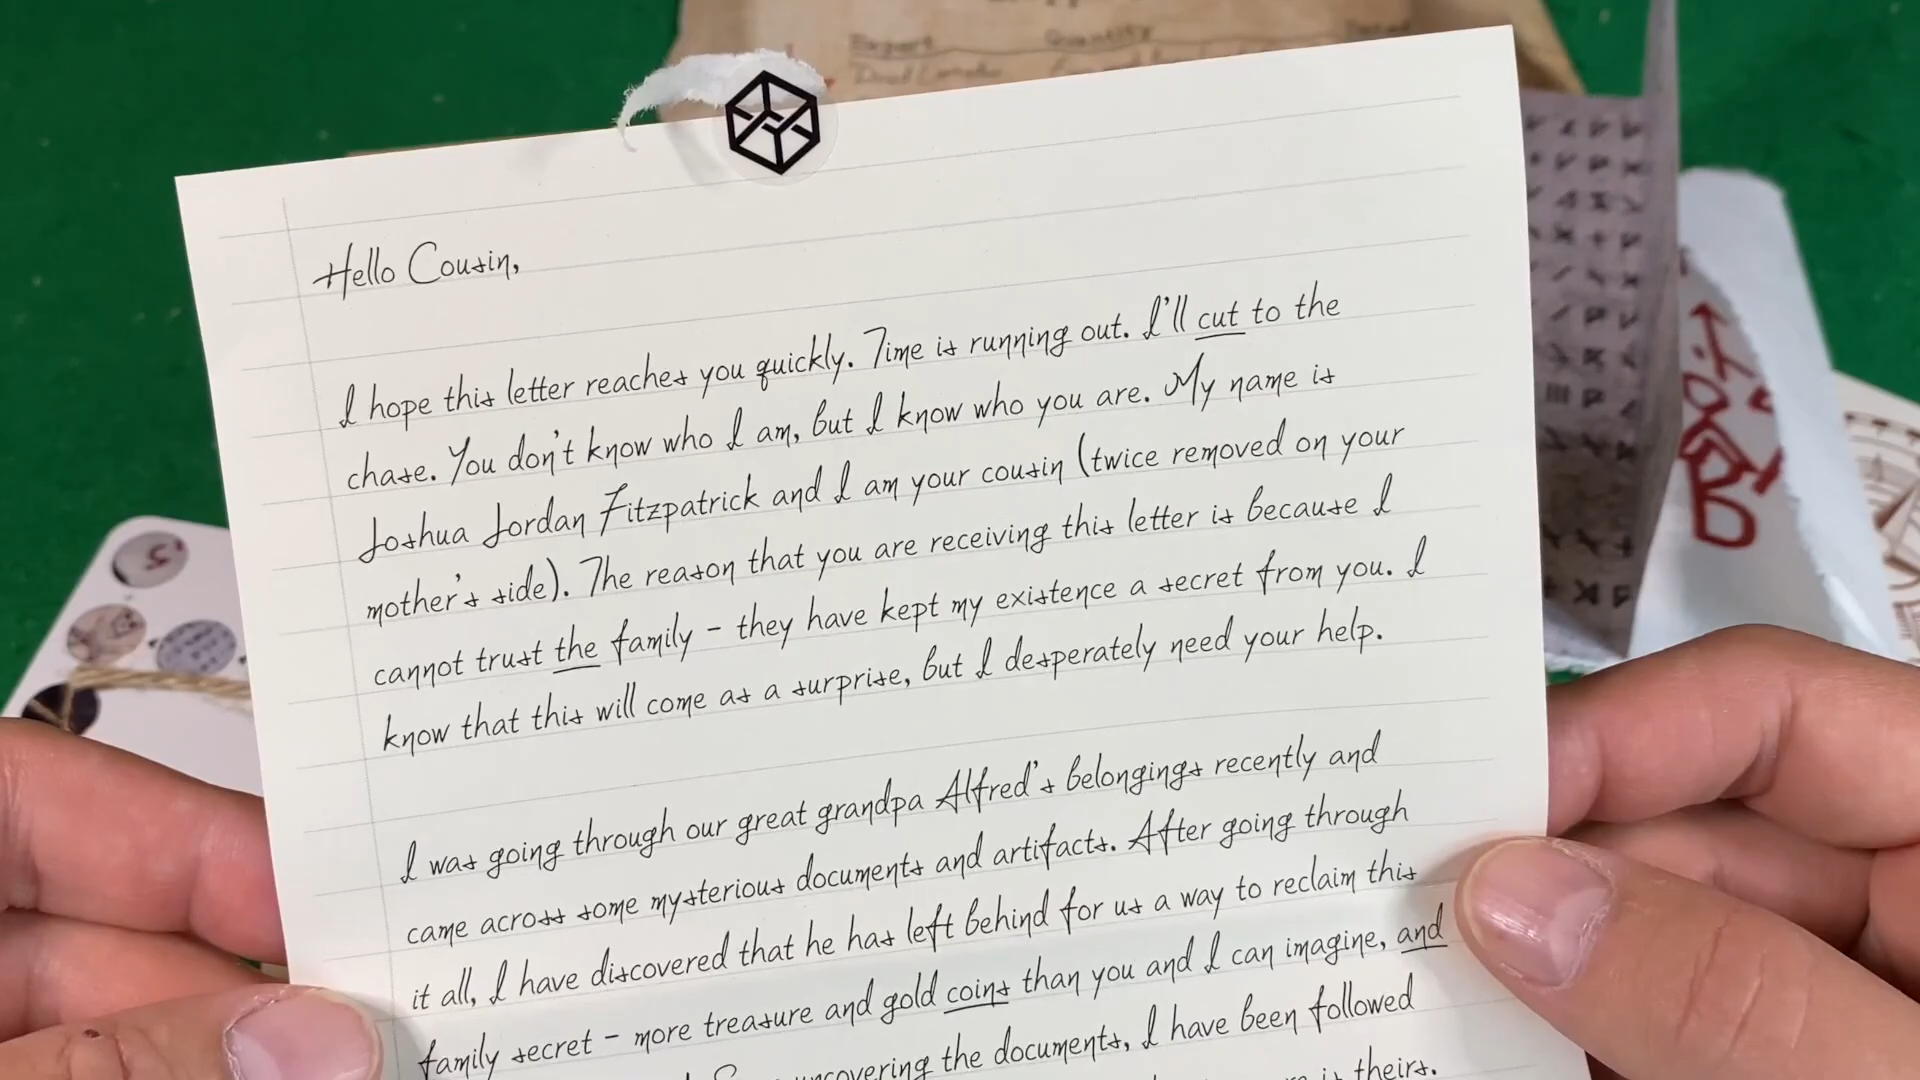 Export Quantity
Hello Cousin,
I hope this letter reaches you quickly. Time is running out. I'll cut to the
chase. You don't know who I am, but I know who you are. My name is
Joshua Jordan Fitzpatrick and I am your cousin (twice removed on your
mother's side). The reason that you are receiving this letter is because I
cannot trust the family - they have kept my existence a secret from you. I
know that this will come as a surprise, but I desperately need your help.
I was going through our great grandpa Alfred's belongings recently and
came across some mysterious documents and artifacts. After going through
it all, I have discovered that he has left behind for us a way to reclaim this
family secret - more treasure and gold coins than you and I can imagine, and
uncovering the documents, I have been followed
is theirs.